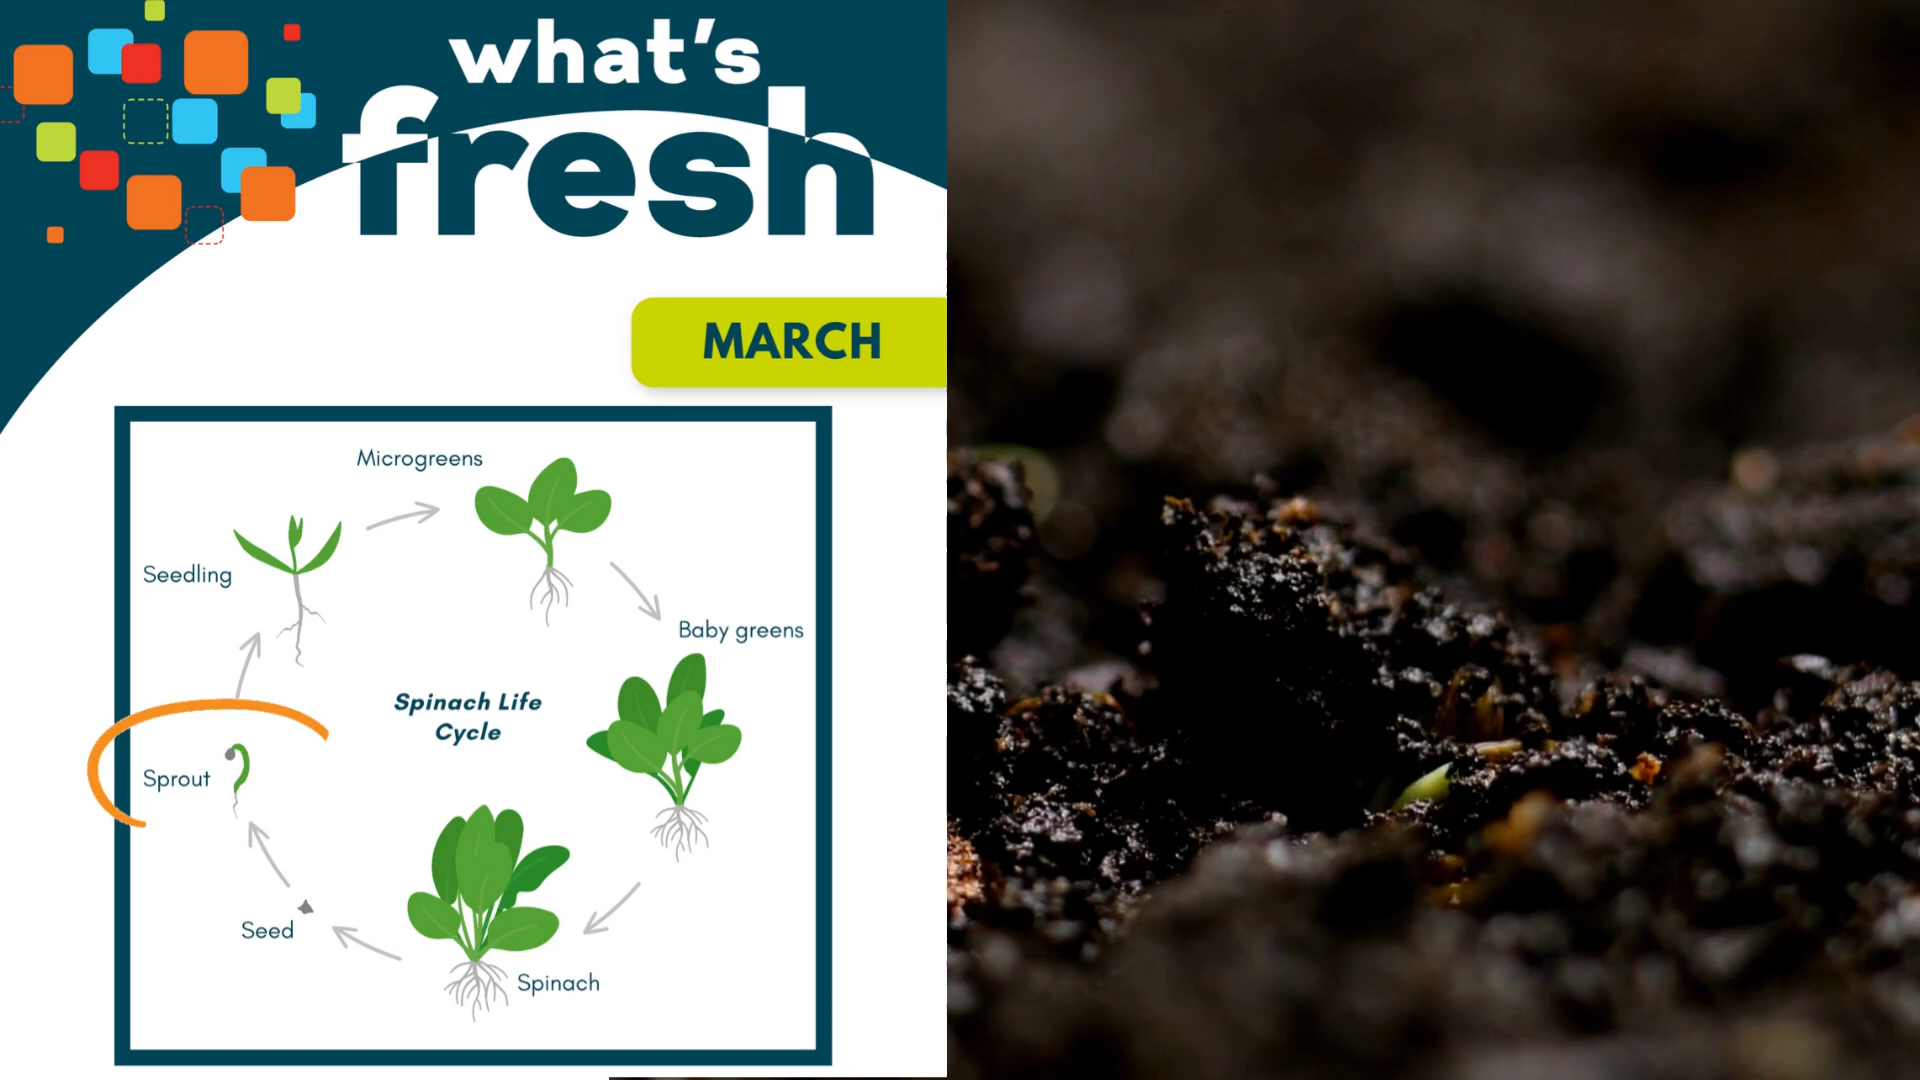 what's
fresh
MARCH
Microgreens
Seedling
Baby greens
Spinach Life
Cycle
Sprout
Seed
Spinach